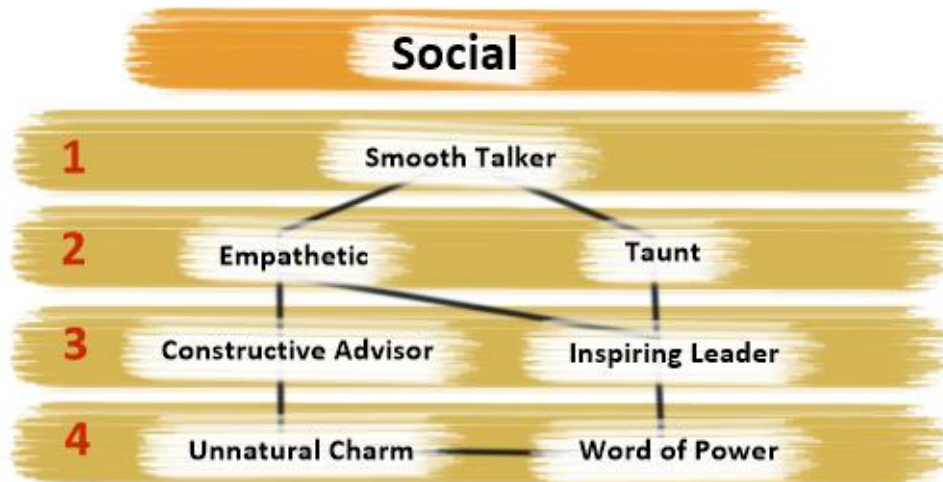 Social
1
Smooth Talker
2
Empathetic
Taunt
3
Constructive Advisor
Inspiring Leader
4
Unnatural Charm
Word of Power